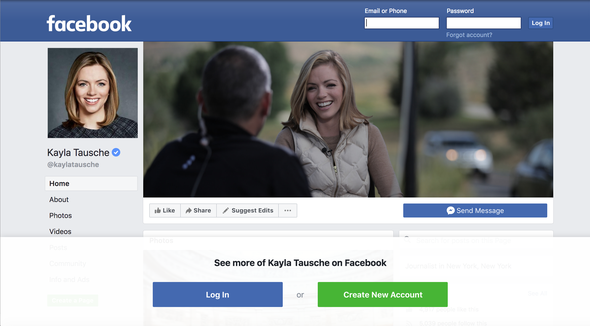 facebook
Email or Phone
Password
Log In
Forgot account?
Kayla Tausche
@kaylatausche
Home
About
Photos
Videos
Like
Share
Suggest Edits
Send Message
See more of Kayla Tausche on Facebook
Log In
or
Create New Account